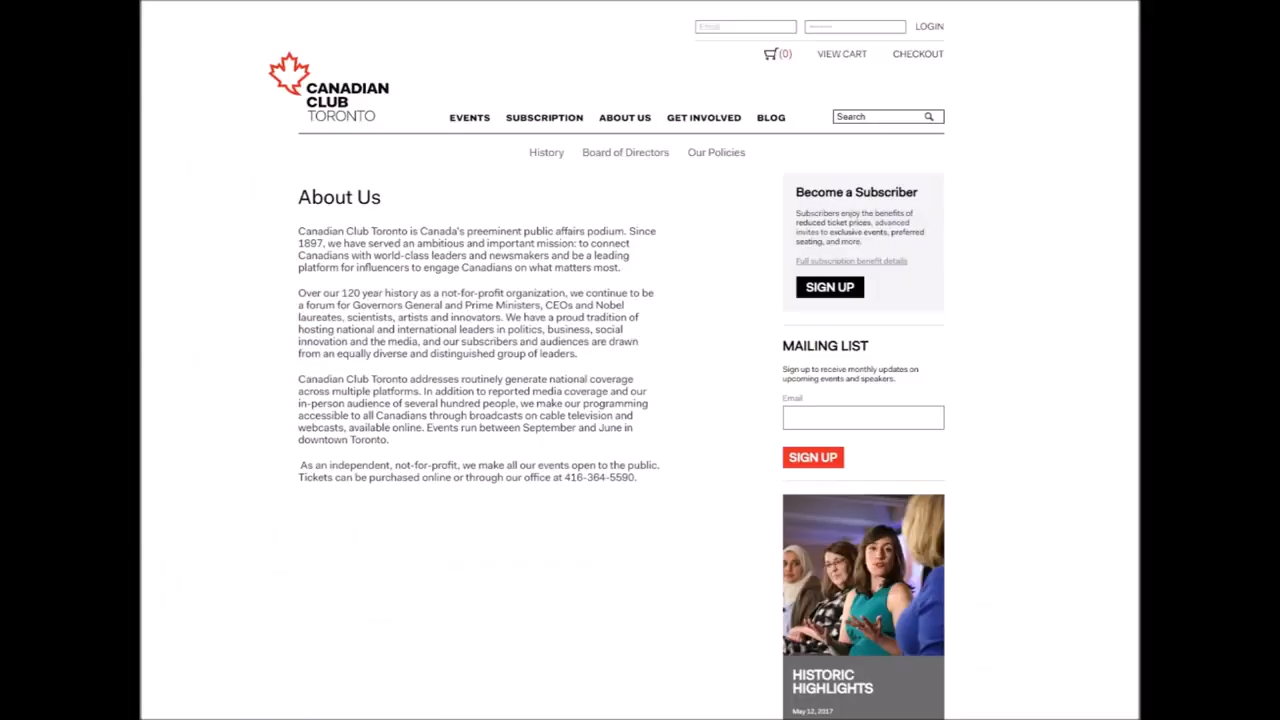 Email
LOGIN
(0)
VIEW CART
CHECKOUT
CANADIAN
CLUB
TORONTO
EVENTS
SUBSCRIPTION
ABOUT US
GET INVOLVED
BLOG
Search
History
Board of Directors
Our Policies
About Us
Canadian Club Toronto is Canada's preeminent public affairs podium. Since
1897, we have served an ambitious and important mission: to connect
Canadians with world-class leaders and newsmakers and be a leading
platform for influencers to engage Canadians on what matters most.
Over our 120 year history as a not-for-profit organization, we continue to be
a forum for Governors General and Prime Ministers, CEOs and Nobel
laureates, scientists, artists and innovators. We have a proud tradition of
hosting national and international leaders in politics, business, social
innovation and the media, and our subscribers and audiences are drawn
from an equally diverse and distinguished group of leaders.
Canadian Club Toronto addresses routinely generate national coverage
across multiple platforms. In addition to reported media coverage and our
in-person audience of several hundred people, we make our programming
accessible to all Canadians through broadcasts on cable television and
webcasts, available online. Events run between September and June in
downtown Toronto.
As an independent, not-for-profit, we make all our events open to the public.
Tickets can be purchased online or through our office at 416-364-5590.
Become a Subscriber
Subscribers enjoy the benefits of
reduced ticket prices, advanced
invites to exclusive events, preferred
seating, and more.
Full subscription benefit details
SIGN UP
MAILING LIST
Sign up to receive monthly updates on
upcoming events and speakers.
Email
SIGN UP
HISTORIC
HIGHLIGHTS
May 12, 2017